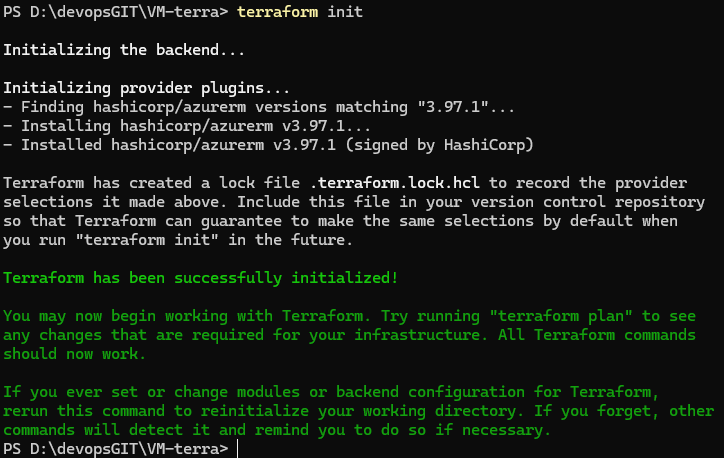 PS D:\devopsGIT\VM-terra> terraform init
Initializing the backend...
Initializing provider plugins...
- Finding hashicorp/azurerm versions matching "3.97.1"...
- Installing hashicorp/azurerm v3.97.1...
- Installed hashicorp/azurerm v3.97.1 (signed by HashiCorp)
Terraform has created a lock file .terraform.lock.hcl to record the provider
selections it made above. Include this file in your version control repository
so that Terraform can guarantee to make the same selections by default when
you run "terraform init" in the future.
Terraform has been successfully initialized!
You may now begin working with Terraform. Try running "terraform plan" to see
any changes that are required for your infrastructure. All Terraform commands
should now work.
If you ever set or change modules or backend configuration for Terraform,
rerun this command to reinitialize your working directory. If you forget, other
commands will detect it and remind you to do so if necessary.
PS D:\devopsGIT\VM-terra>